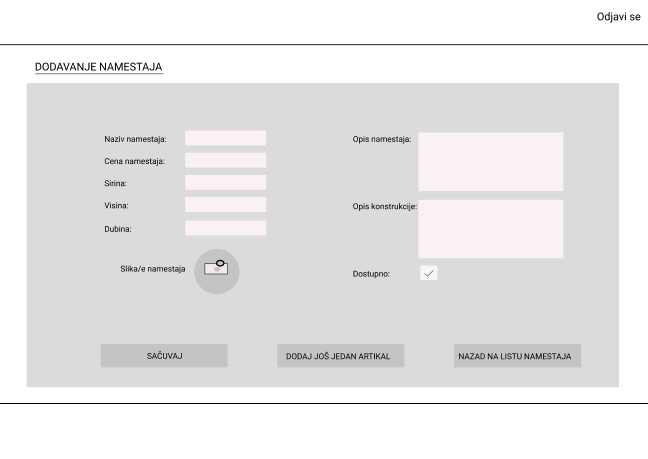 Odjavi se
DODAVANJE NAMESTAJA
Naziv namestaja:
Cena namestaja:
Sirina:
Visina:
Dubina:
Slika/e namestaja
Opis namestaja:
Opis konstrukcije:
Dostupno:
SAČUVAJ
DODAJ JOŠ JEDAN ARTIKAL
NAZAD NA LISTU NAMESTAJA